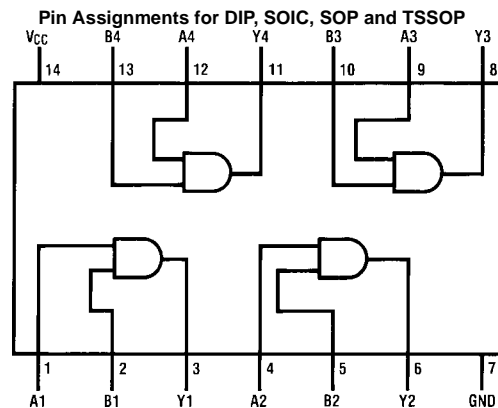 Pin Assignments for DIP, SOIC, SOP and TSSOP
VCC B4 A4 Y4 B3 A3 Y3
14 13 12 11 10 9 8
1 2 3 4 5 6 7
A1 B1 Y1 A2 B2 Y2 GND